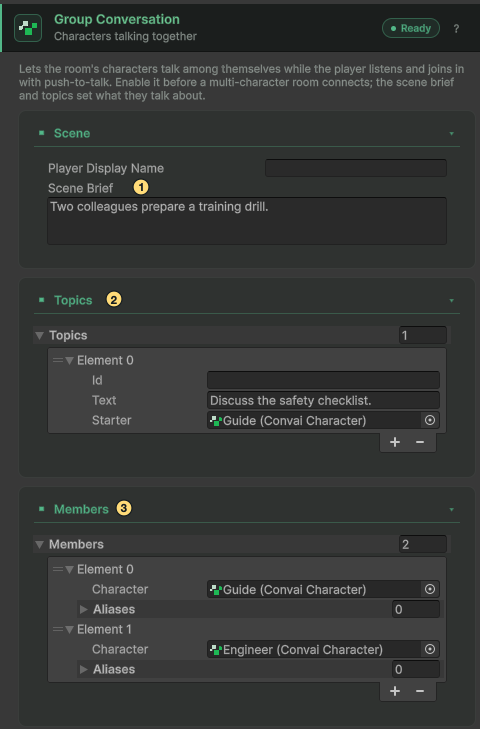 Group Conversation
Characters talking together
Ready
?
Lets the room's characters talk among themselves while the player listens and joins in
with push-to-talk. Enable it before a multi-character room connects; the scene brief
and topics set what they talk about.
Scene
Player Display Name
Scene Brief 1
Two colleagues prepare a training drill.
Topics 2
Topics 1
Element 0
Id
Text Discuss the safety checklist.
Starter Guide (Convai Character)
+ −
Members 3
Members 2
Element 0
Character Guide (Convai Character)
Aliases 0
Element 1
Character Engineer (Convai Character)
Aliases 0
+ −